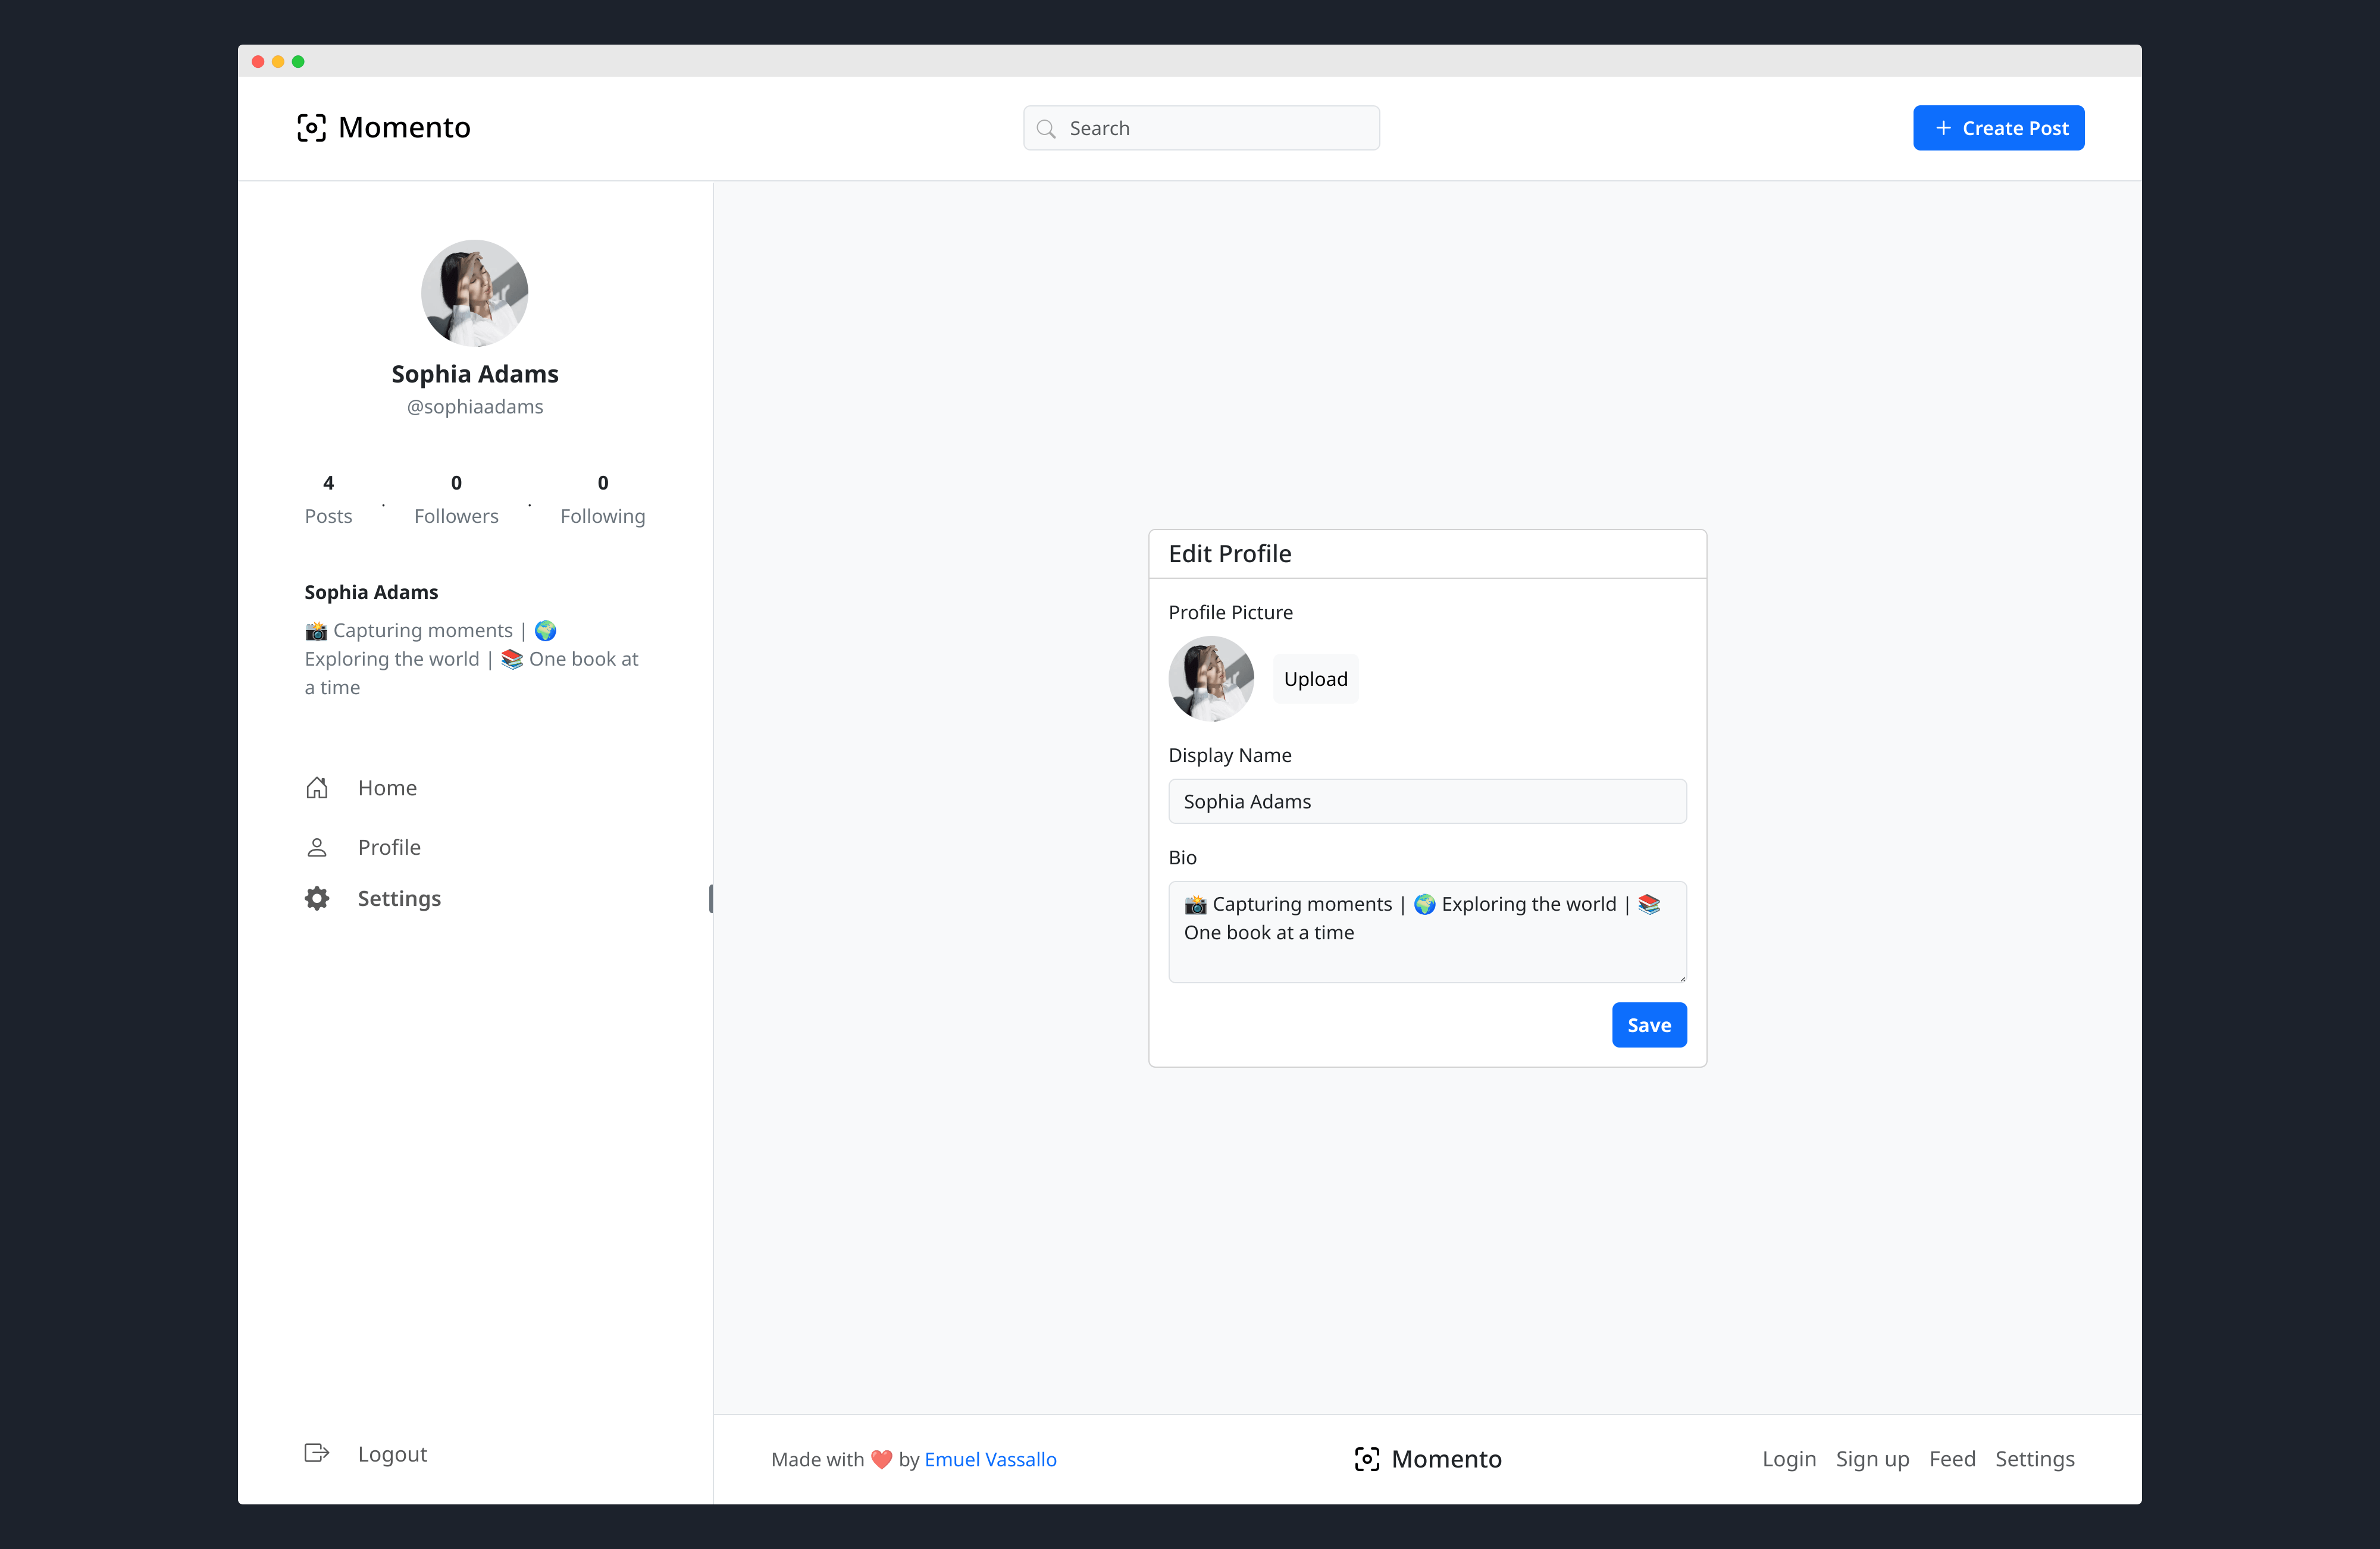 Momento
Search
+ Create Post
Sophia Adams
@sophiaadams
4 · 0 · 0
Posts Followers Following
Sophia Adams
📸 Capturing moments | 🌍
Exploring the world | 📚 One book at
a time
Home
Profile
Settings
Logout
Edit Profile
Profile Picture
Upload
Display Name
Sophia Adams
Bio
📸 Capturing moments | 🌍 Exploring the world | 📚
One book at a time
Save
Made with ❤️ by Emuel Vassallo
Momento
Login Sign up Feed Settings